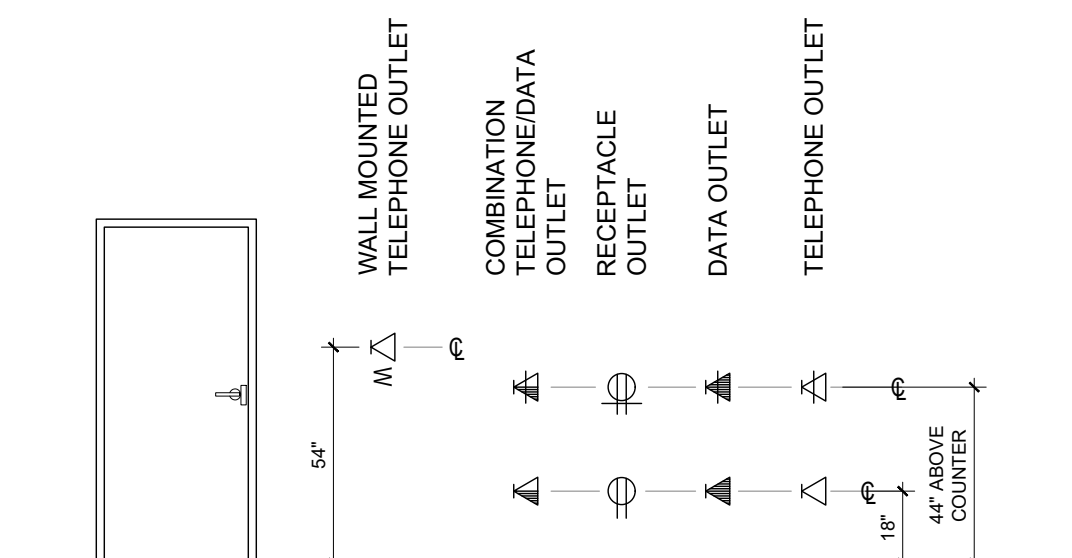 WALL MOUNTED
TELEPHONE OUTLET
COMBINATION
TELEPHONE/DATA
OUTLET
RECEPTACLE
OUTLET
DATA OUTLET
TELEPHONE OUTLET
℄
W
℄
54"
44" ABOVE
COUNTER
℄
18"